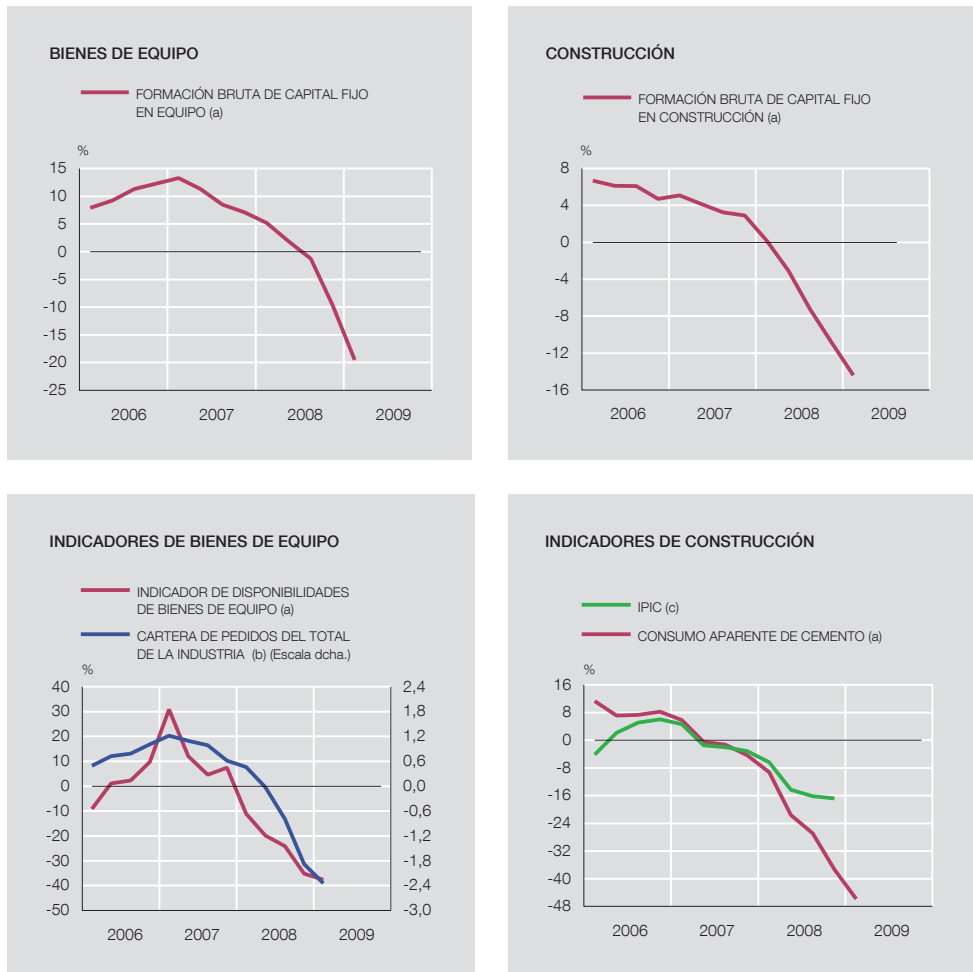 BIENES DE EQUIPO
FORMACIÓN BRUTA DE CAPITAL FIJO
EN EQUIPO (a)
%
15
10
5
0
-5
-10
-15
-20
-25
2006 2007 2008 2009
CONSTRUCCIÓN
FORMACIÓN BRUTA DE CAPITAL FIJO
EN CONSTRUCCIÓN (a)
%
8
4
0
-4
-8
-12
-16
2006 2007 2008 2009
INDICADORES DE BIENES DE EQUIPO
INDICADOR DE DISPONIBILIDADES
DE BIENES DE EQUIPO (a)
CARTERA DE PEDIDOS DEL TOTAL
DE LA INDUSTRIA (b) (Escala dcha.)
%
40 2,4
30 1,8
20 1,2
10 0,6
0 0,0
-10 -0,6
-20 -1,2
-30 -1,8
-40 -2,4
-50 -3,0
2006 2007 2008 2009
INDICADORES DE CONSTRUCCIÓN
IPIC (c)
CONSUMO APARENTE DE CEMENTO (a)
%
16
8
0
-8
-16
-24
-32
-40
-48
2006 2007 2008 2009